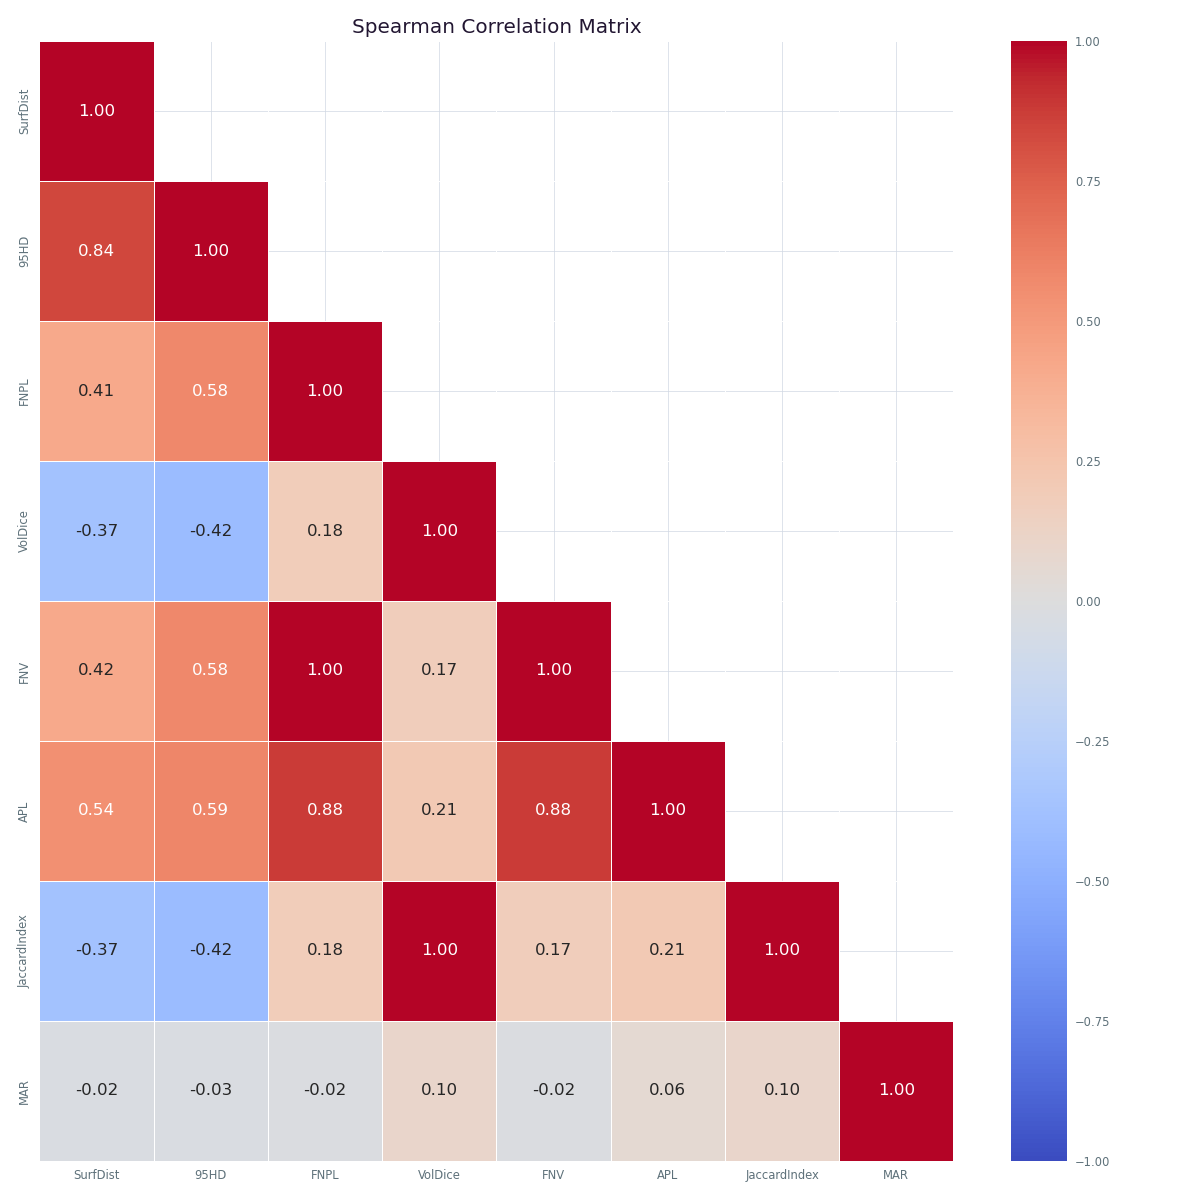 Spearman Correlation Matrix
SurfDist 1.00
95HD 0.84 1.00
FNPL 0.41 0.58 1.00
VolDice -0.37 -0.42 0.18 1.00
FNV 0.42 0.58 1.00 0.17 1.00
APL 0.54 0.59 0.88 0.21 0.88 1.00
JaccardIndex -0.37 -0.42 0.18 1.00 0.17 0.21 1.00
MAR -0.02 -0.03 -0.02 0.10 -0.02 0.06 0.10 1.00
SurfDist 95HD FNPL VolDice FNV APL JaccardIndex MAR
1.00
0.75
0.50
0.25
0.00
−0.25
−0.50
−0.75
−1.00